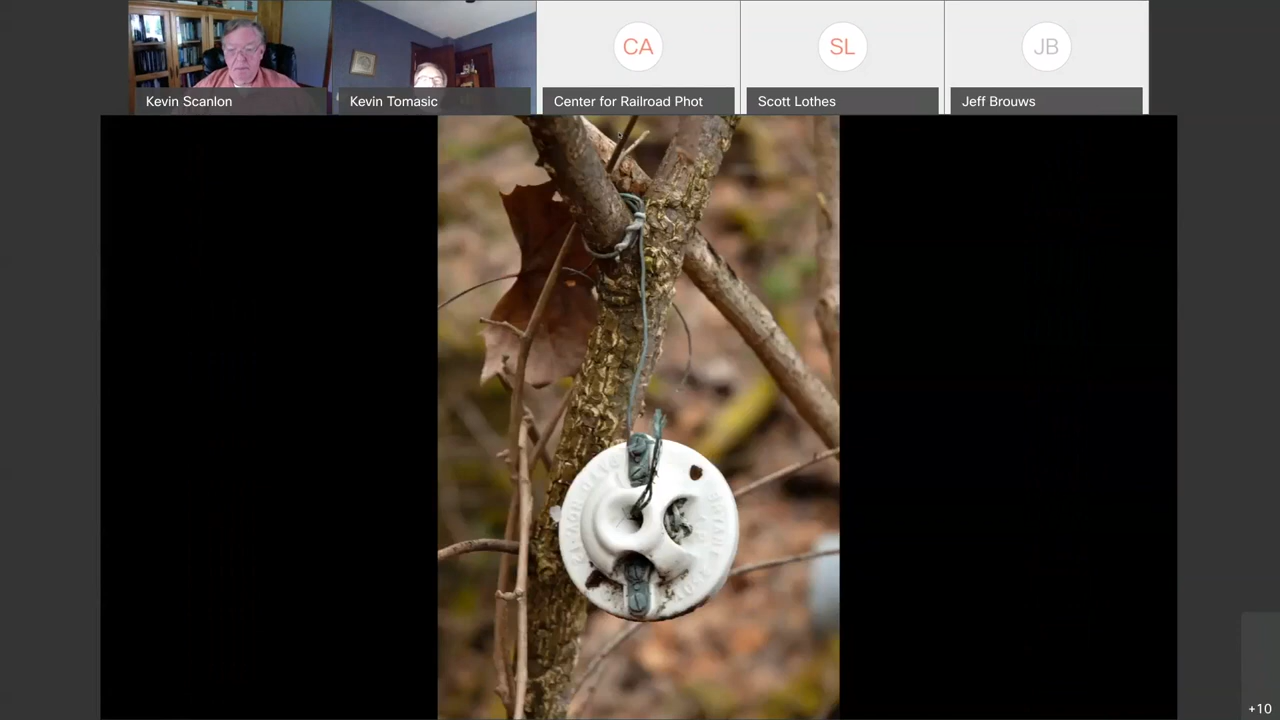 CA
SL
JB
Kevin Scanlon
Kevin Tomasic
Center for Railroad Phot
Scott Lothes
Jeff Brouws
+10